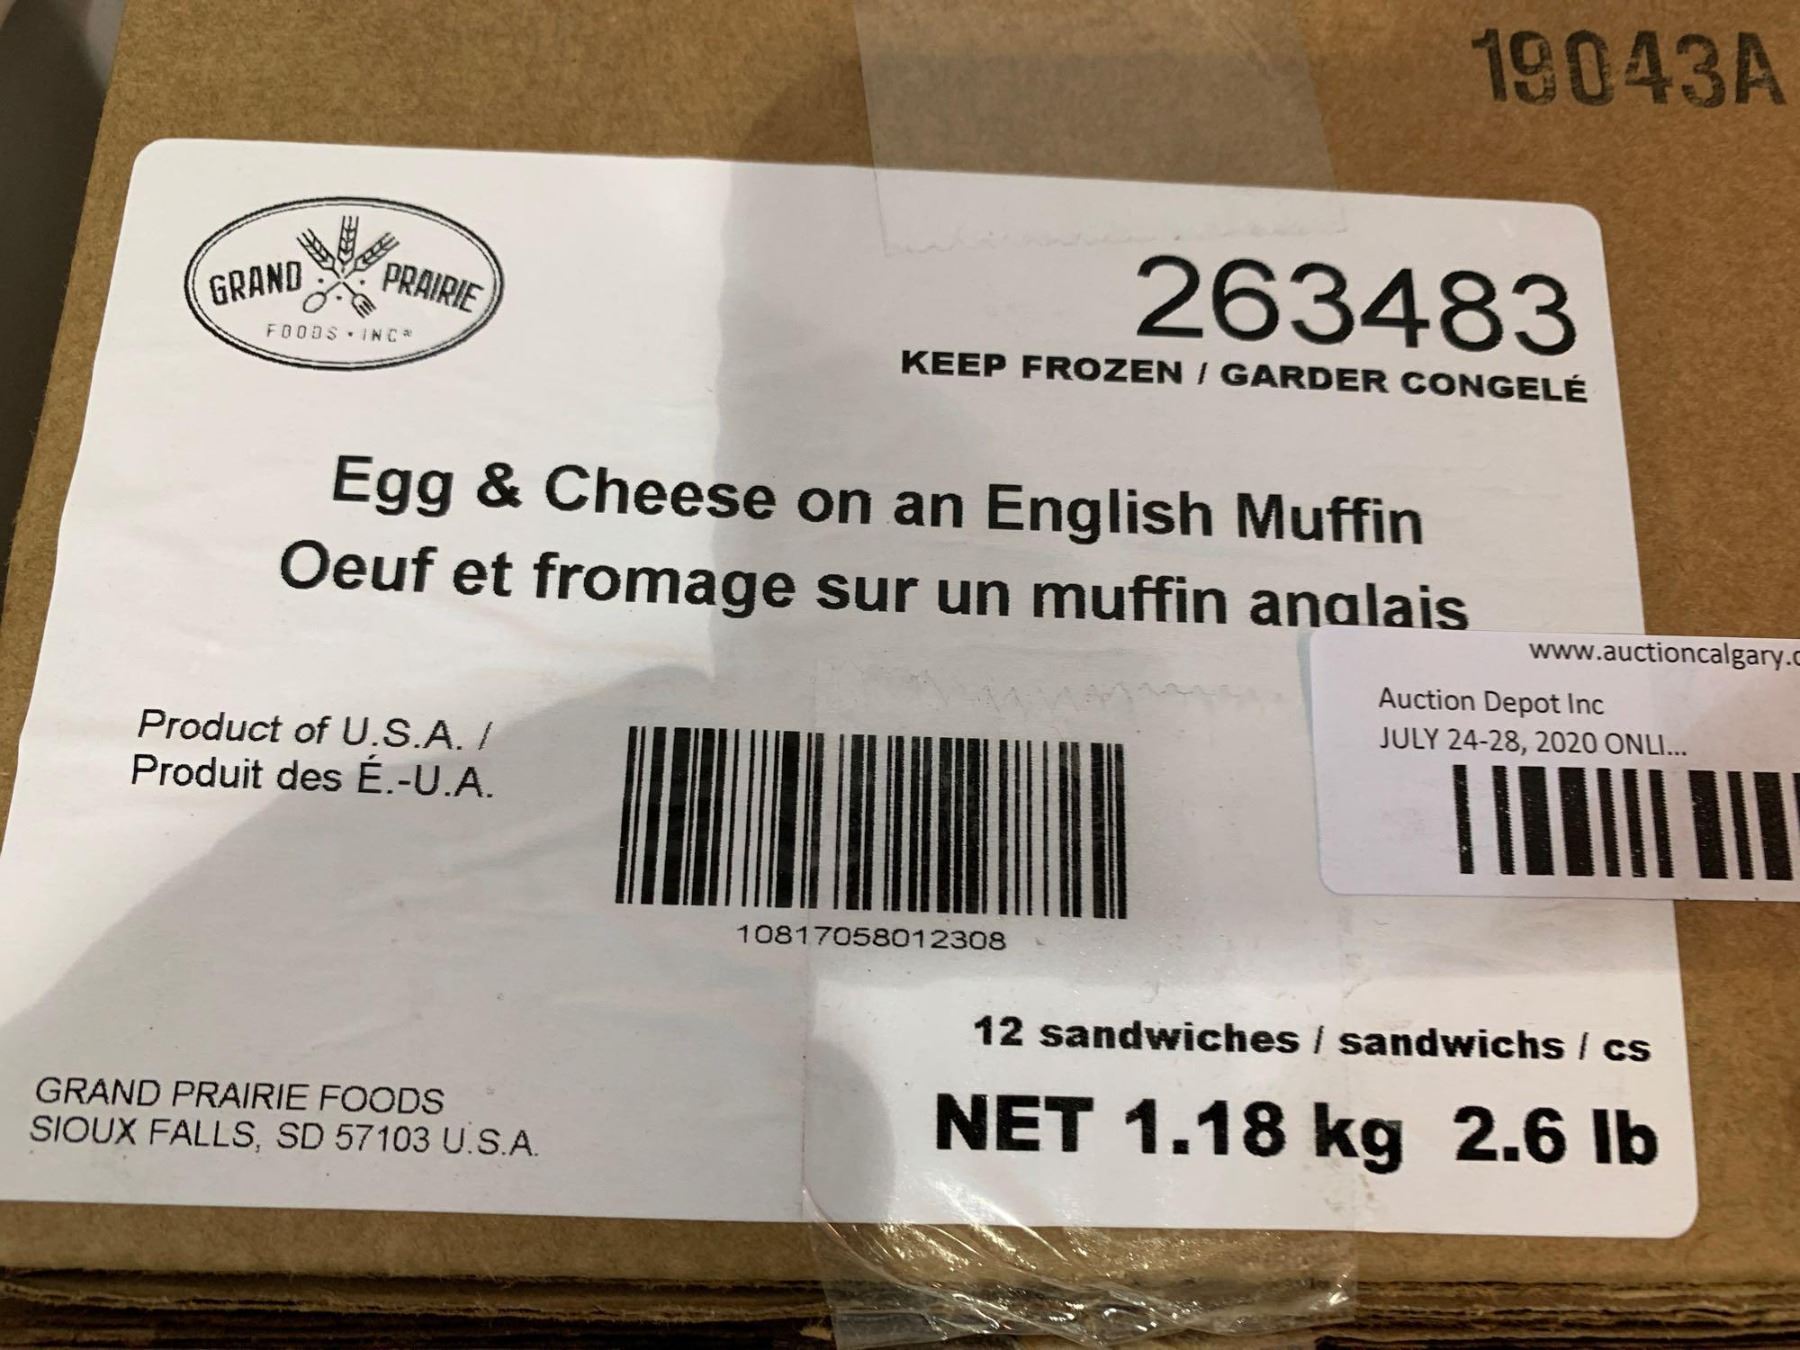 19043A
GRAND PRAIRIE
FOODS • INC®
263483
KEEP FROZEN / GARDER CONGELÉ
Egg & Cheese on an English Muffin
Oeuf et fromage sur un muffin anglais
www.auctioncalgary.c
Auction Depot Inc
JULY 24-28, 2020 ONLI...
Product of U.S.A. /
Produit des É.-U.A.
10817058012308
12 sandwiches / sandwichs / cs
NET 1.18 kg 2.6 lb
GRAND PRAIRIE FOODS
SIOUX FALLS, SD 57103 U.S.A.